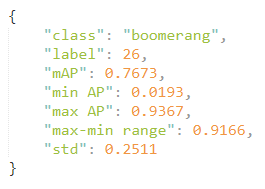 {
"class": "boomerang",
"label": 26,
"mAP": 0.7673,
"min AP": 0.0193,
"max AP": 0.9367,
"max-min range": 0.9166,
"std": 0.2511
}